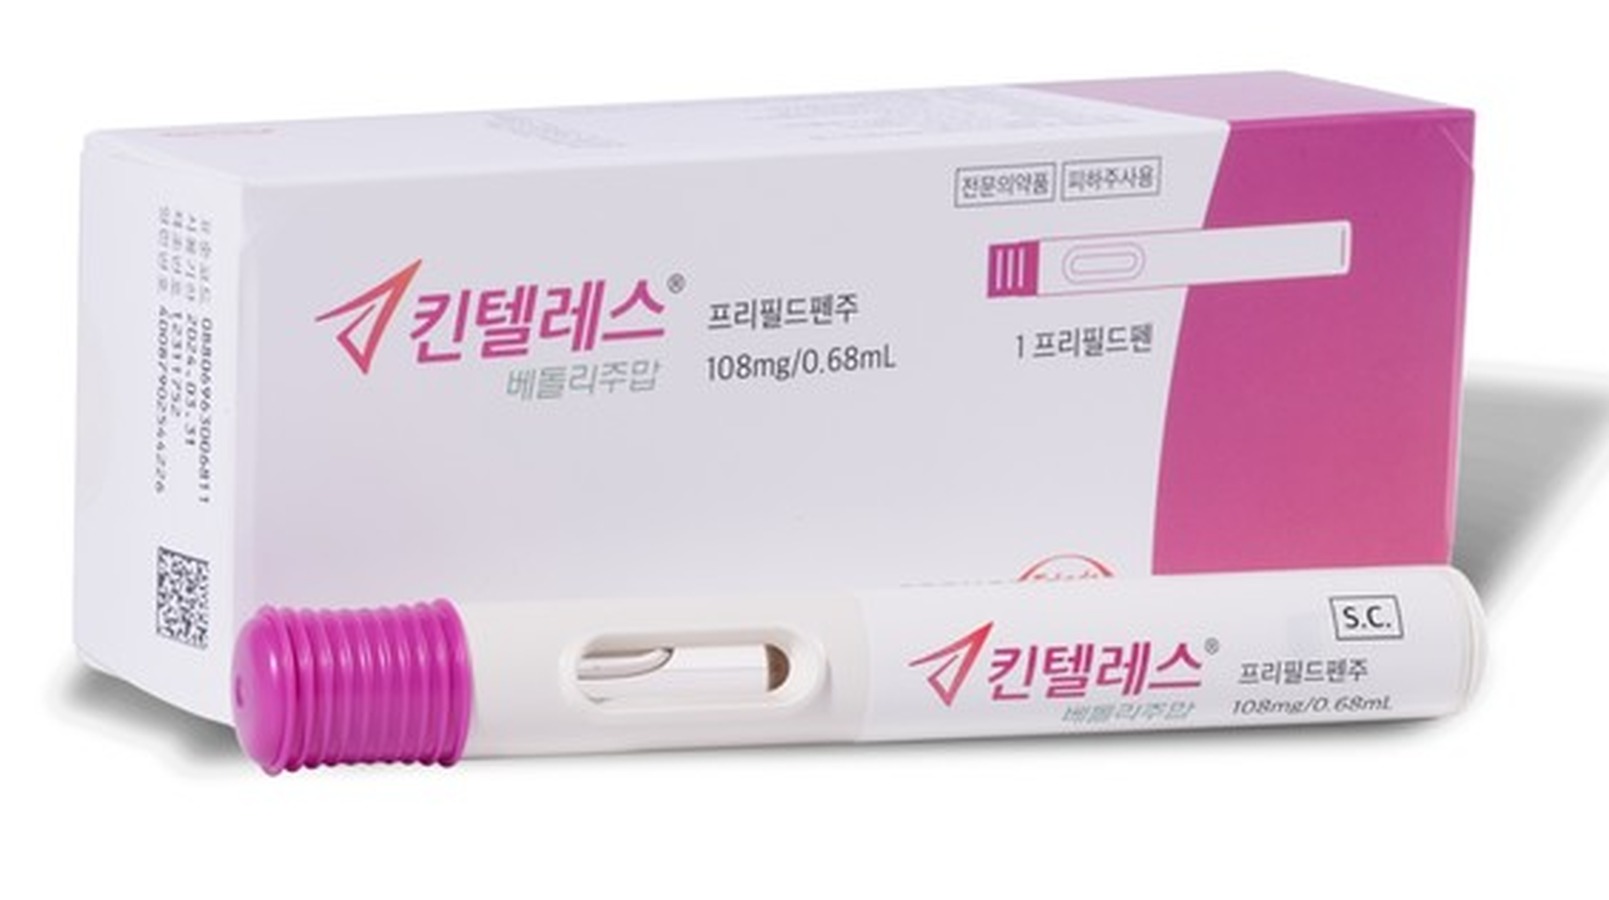 전문의약품 피하주사용
킨텔레스®
베돌리주맙
프리필드펜주
108mg/0.68mL
1 프리필드펜
2024.03.31
12311752
S.C.
킨텔레스®
베돌리주맙
프리필드펜주
108mg/0.68mL